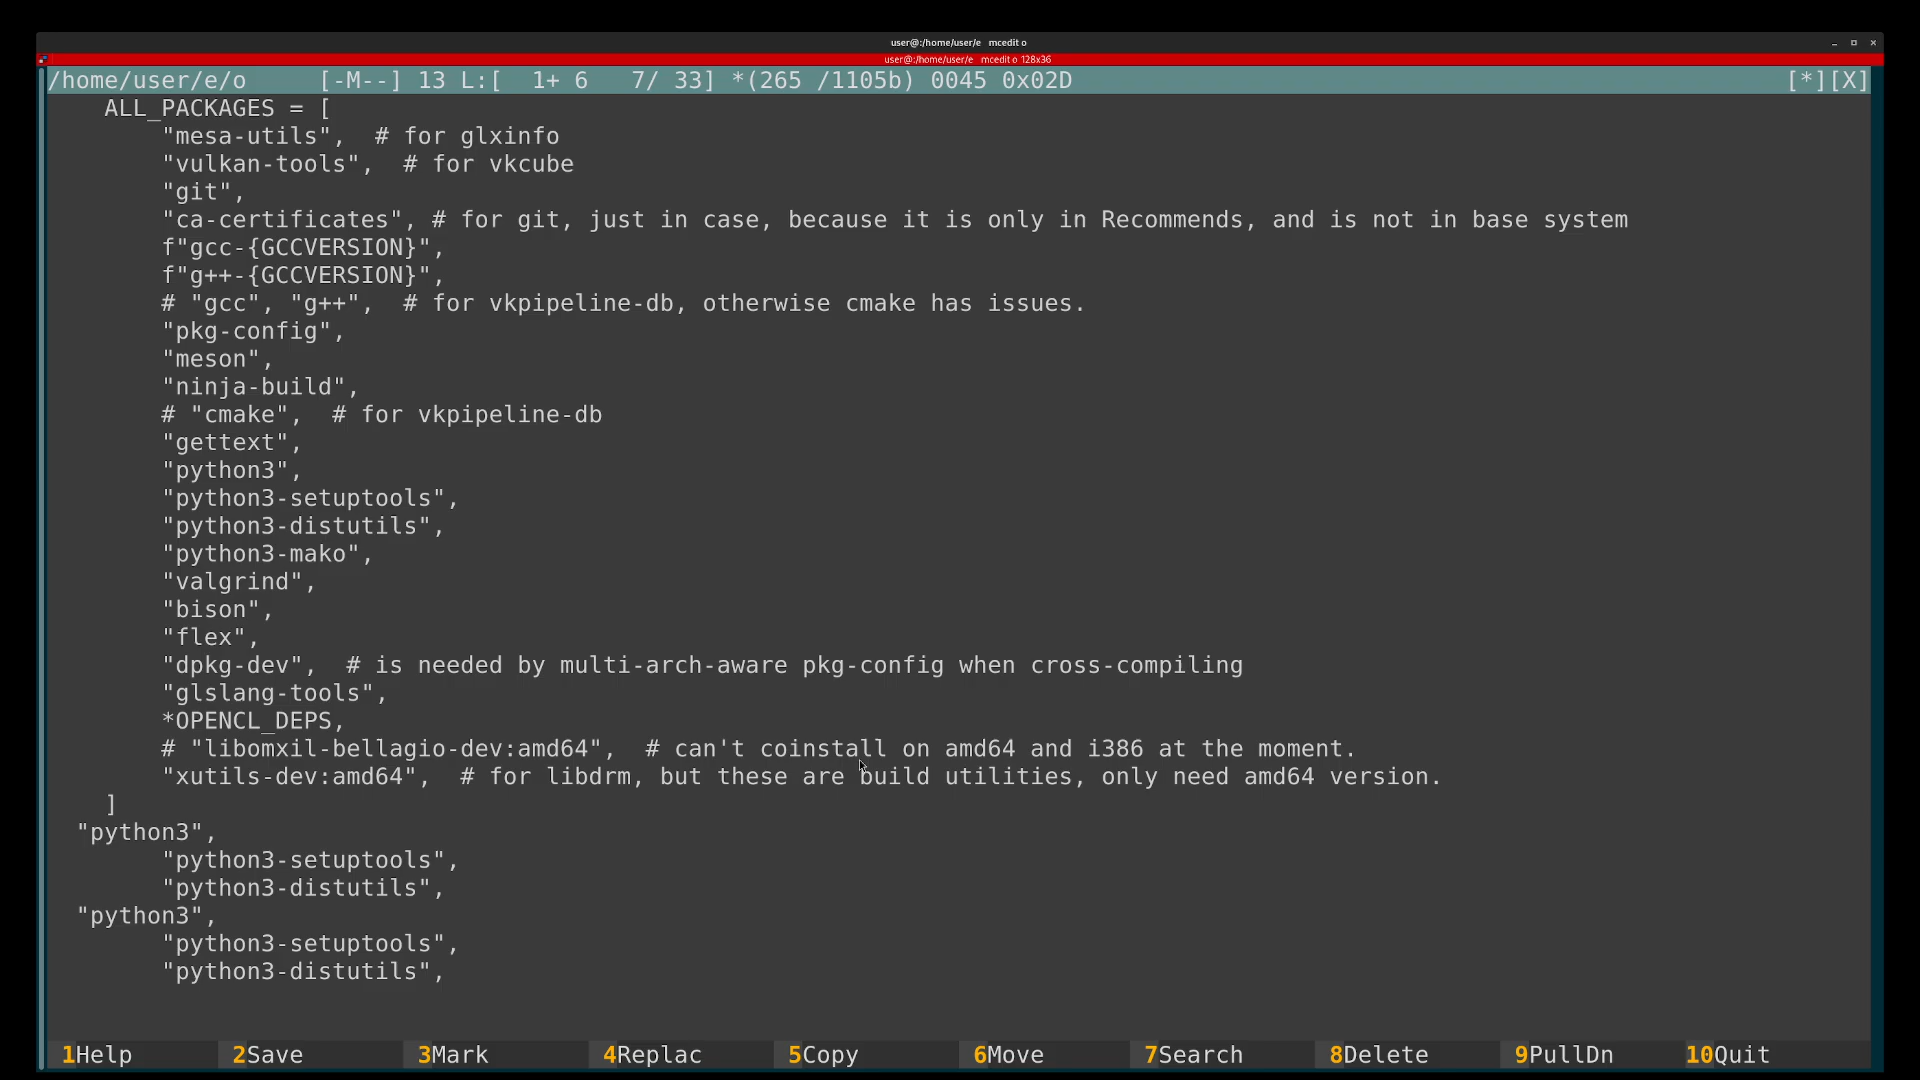 user@:/home/user/e   mcedit o
user@:/home/user/e   mcedit o 128x36
/home/user/e/o     [-M--] 13 L:[  1+ 6   7/ 33] *(265 /1105b) 0045 0x02D     [*][X]
    ALL_PACKAGES = [
        "mesa-utils",  # for glxinfo
        "vulkan-tools",  # for vkcube
        "git",
        "ca-certificates", # for git, just in case, because it is only in Recommends, and is not in base system
        f"gcc-{GCCVERSION}",
        f"g++-{GCCVERSION}",
        # "gcc", "g++",  # for vkpipeline-db, otherwise cmake has issues.
        "pkg-config",
        "meson",
        "ninja-build",
        # "cmake",  # for vkpipeline-db
        "gettext",
        "python3",
        "python3-setuptools",
        "python3-distutils",
        "python3-mako",
        "valgrind",
        "bison",
        "flex",
        "dpkg-dev",  # is needed by multi-arch-aware pkg-config when cross-compiling
        "glslang-tools",
        *OPENCL_DEPS,
        # "libomxil-bellagio-dev:amd64",  # can't coinstall on amd64 and i386 at the moment.
        "xutils-dev:amd64",  # for libdrm, but these are build utilities, only need amd64 version.
    ]
  "python3",
        "python3-setuptools",
        "python3-distutils",
  "python3",
        "python3-setuptools",
        "python3-distutils",
1Help 2Save 3Mark 4Replac 5Copy 6Move 7Search 8Delete 9PullDn 10Quit